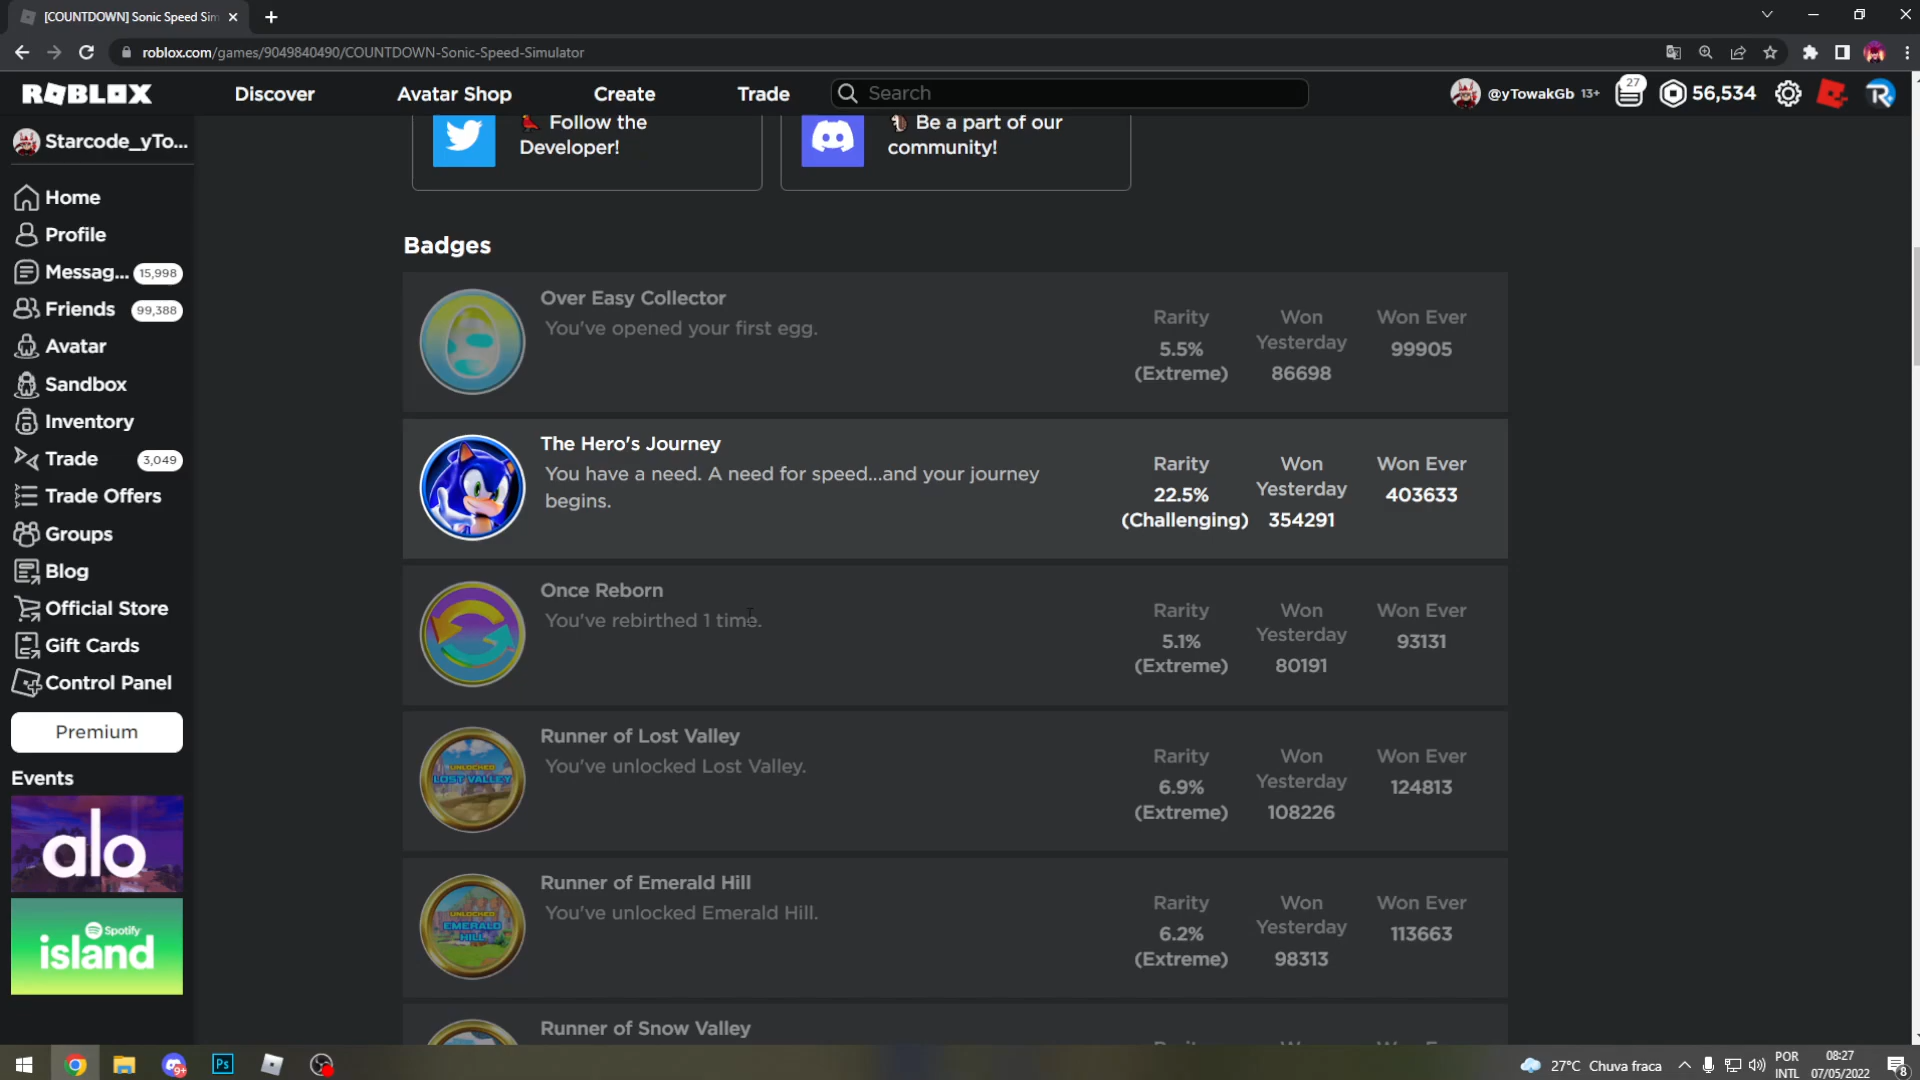 [COUNTDOWN] Sonic Speed Sim
roblox.com/games/9049840490/COUNTDOWN-Sonic-Speed-Simulator
ROBLOX
Discover
Avatar Shop
Create
Trade
Search
@yTowakGb 13+
27
56,534
Starcode_yTo...
Home
Profile
Messag... 15,998
Friends 99,388
Avatar
Sandbox
Inventory
Trade 3,049
Trade Offers
Groups
Blog
Official Store
Gift Cards
Control Panel
Premium
Events
alo
Spotify
island
Follow the
Developer!
Be a part of our
community!
Badges
Over Easy Collector
You've opened your first egg.
Rarity
5.5%
(Extreme)
Won
Yesterday
86698
Won Ever
99905
The Hero's Journey
You have a need. A need for speed...and your journey
begins.
Rarity
22.5%
(Challenging)
Won
Yesterday
354291
Won Ever
403633
Once Reborn
You've rebirthed 1 time.
Rarity
5.1%
(Extreme)
Won
Yesterday
80191
Won Ever
93131
UNLOCKED
LOST VALLEY
Runner of Lost Valley
You've unlocked Lost Valley.
Rarity
6.9%
(Extreme)
Won
Yesterday
108226
Won Ever
124813
UNLOCKED
EMERALD
HILL
Runner of Emerald Hill
You've unlocked Emerald Hill.
Rarity
6.2%
(Extreme)
Won
Yesterday
98313
Won Ever
113663
Runner of Snow Valley
9+
Ps
27°C Chuva fraca
POR
INTL
08:27
07/05/2022
8